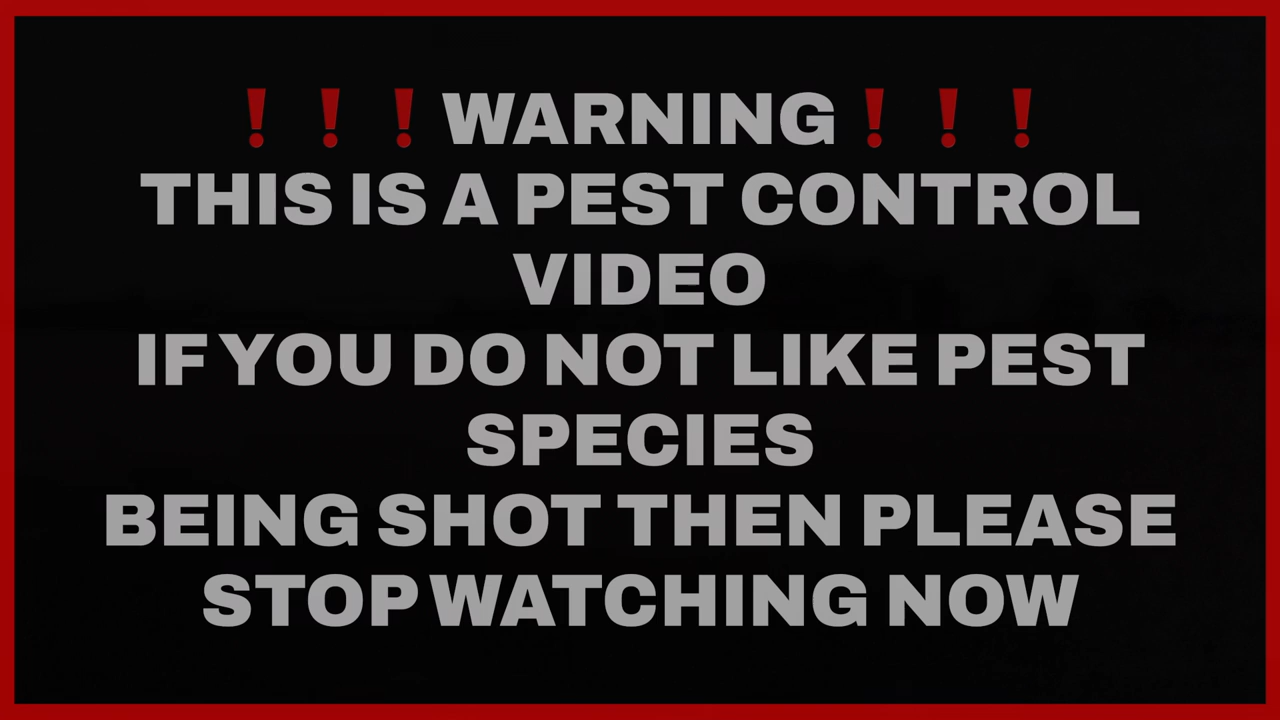 ❗❗❗WARNING❗❗❗
THIS IS A PEST CONTROL
VIDEO
IF YOU DO NOT LIKE PEST
SPECIES
BEING SHOT THEN PLEASE
STOP WATCHING NOW